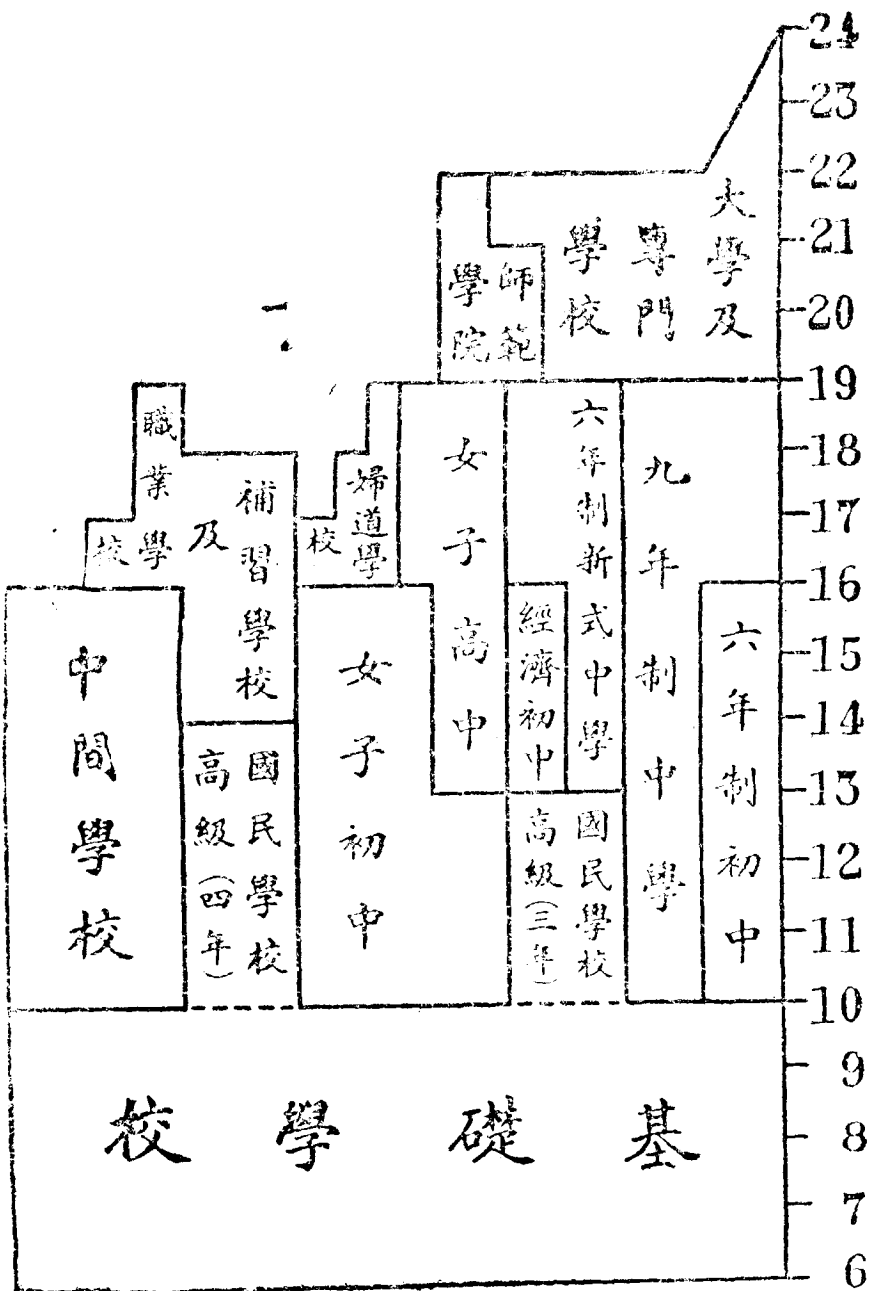 24
23
22
21
20
19
18
17
16
15
14
13
12
11
10
9
8
7
6
大學及
專門
學校
師範
學院
六年制初中
九年制中學
六年制新式中學
經濟初中
國民學校
高級(三年)
女子高中
女子初中
婦道學
校
補習學校
及
職業學
校
國民學校
高級(四年)
中間學校
基礎學校